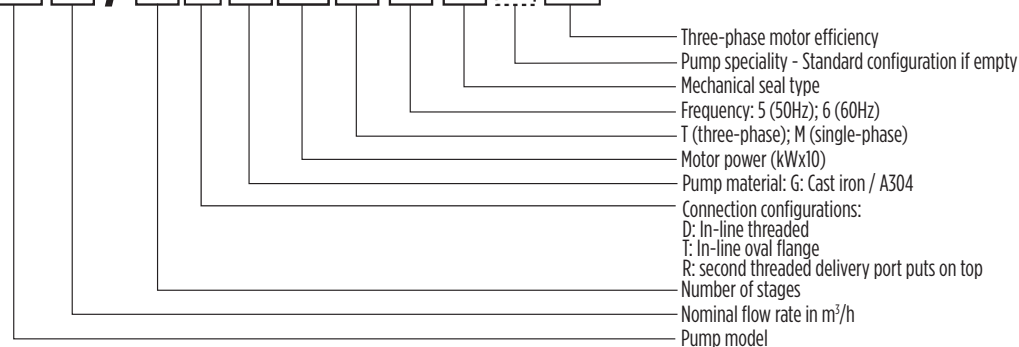 Three-phase motor efficiency
Pump speciality - Standard configuration if empty
Mechanical seal type
Frequency: 5 (50Hz); 6 (60Hz)
T (three-phase); M (single-phase)
Motor power (kWx10)
Pump material: G: Cast iron / A304
Connection configurations:
D: In-line threaded
T: In-line oval flange
R: second threaded delivery port puts on top
Number of stages
Nominal flow rate in m³/h
Pump model